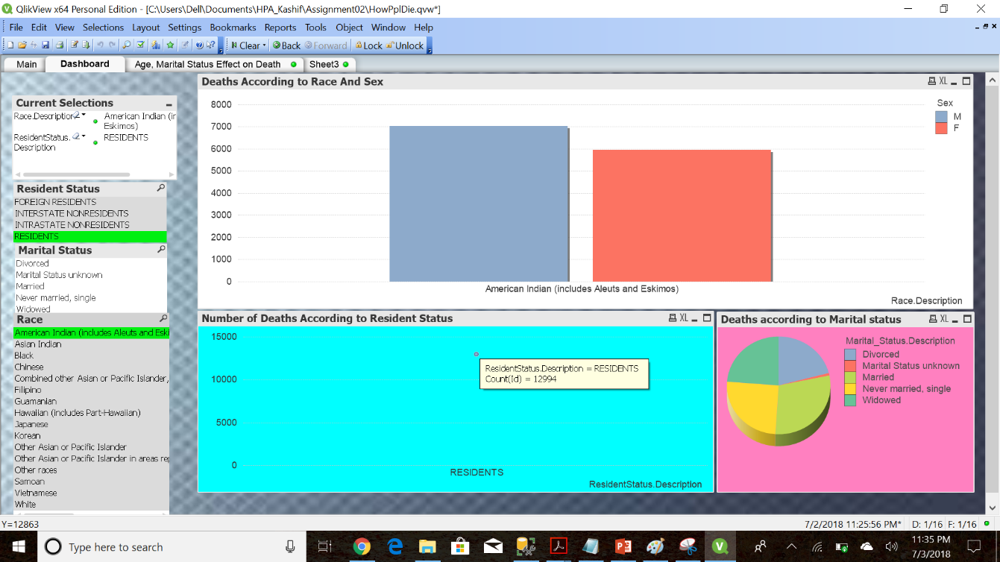 QlikView x64 Personal Edition - [C:\Users\Dell\Documents\HPA_Kashif\Assignment02\HowPplDie.qvw*]
File Edit View Selections Layout Settings Bookmarks Reports Tools Object Window Help
Clear Back Forward Lock Unlock
Main Dashboard Age, Marital Status Effect on Death Sheet3
Current Selections
Race.Description American Indian (in
Eskimos)
ResidentStatus. RESIDENTS
Description
Resident Status
FOREIGN RESIDENTS
INTERSTATE NONRESIDENTS
INTRASTATE NONRESIDENTS
RESIDENTS
Marital Status
Divorced
Marital Status unknown
Married
Never married, single
Widowed
Race
American Indian (includes Aleuts and Eski
Asian Indian
Black
Chinese
Combined other Asian or Pacific Islander,
Filipino
Guamanian
Hawaiian (includes Part-Hawaiian)
Japanese
Korean
Other Asian or Pacific Islander
Other Asian or Pacific Islander in areas rep
Other races
Samoan
Vietnamese
White
Deaths According to Race And Sex
XL
8000
7000
6000
5000
4000
3000
2000
1000
0
American Indian (includes Aleuts and Eskimos)
Race.Description
Sex
M
F
Number of Deaths According to Resident Status
XL
15000
10000
5000
0
ResidentStatus.Description = RESIDENTS
Count(Id) = 12994
RESIDENTS
ResidentStatus.Description
Deaths according to Marital status
XL
Marital_Status.Description
Divorced
Marital Status unknown
Married
Never married, single
Widowed
Y=12863
7/2/2018 11:25:56 PM* D: 1/16 F: 1/16
Type here to search
11:35 PM
7/3/2018